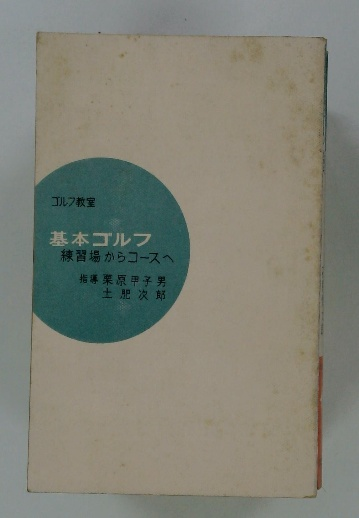 ゴルフ教室
基本ゴルフ
練習場からコースへ
指導 栗原甲子男
土肥次郎